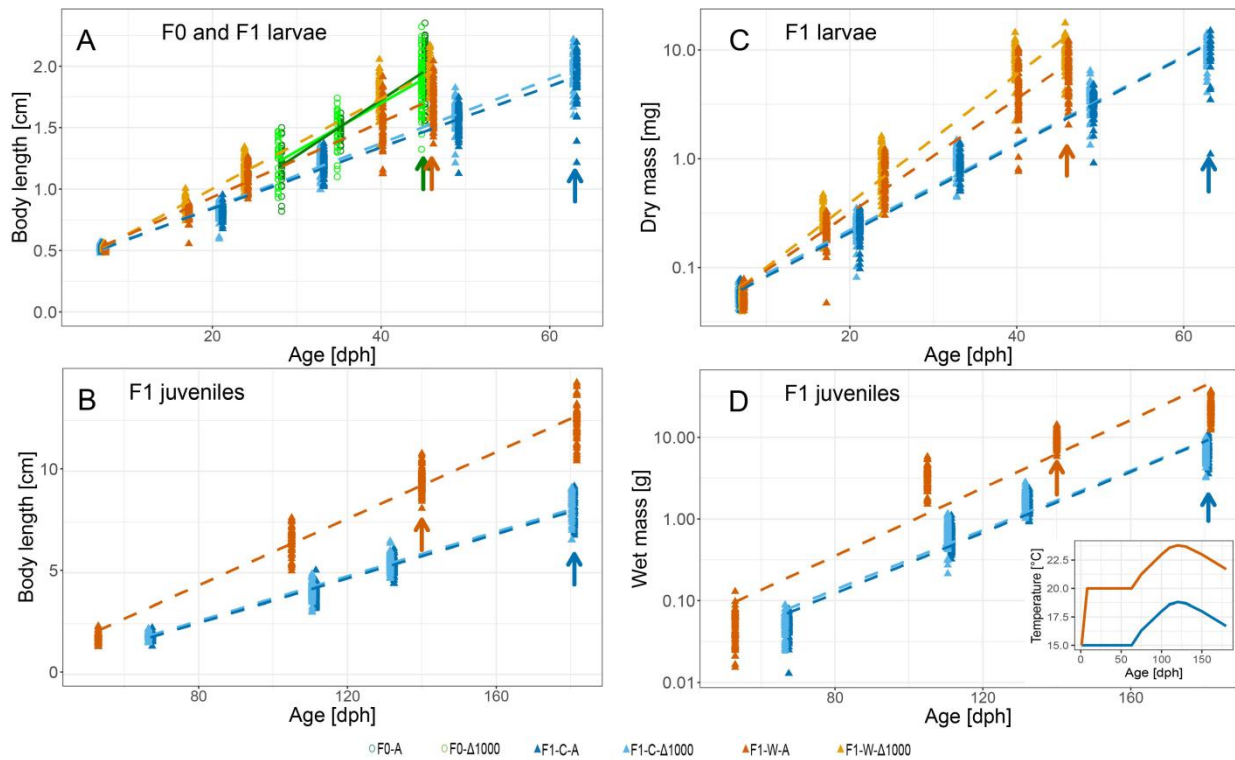 A F0 and F1 larvae
Body length [cm]
2.0
1.5
1.0
0.5
0.0
20 40 60
Age [dph]
C F1 larvae
Dry mass [mg]
10.0
1.0
0.1
20 40 60
Age [dph]
B F1 juveniles
Body length [cm]
10
5
0
80 120 160
Age [dph]
D F1 juveniles
Wet mass [g]
10.00
1.00
0.10
0.01
80 120 160
Age [dph]
Temperature [°C]
22.5
20.0
17.5
15.0
0 50 100 150
Age [dph]
F0-A F0-Δ1000 F1-C-A F1-C-Δ1000 F1-W-A F1-W-Δ1000